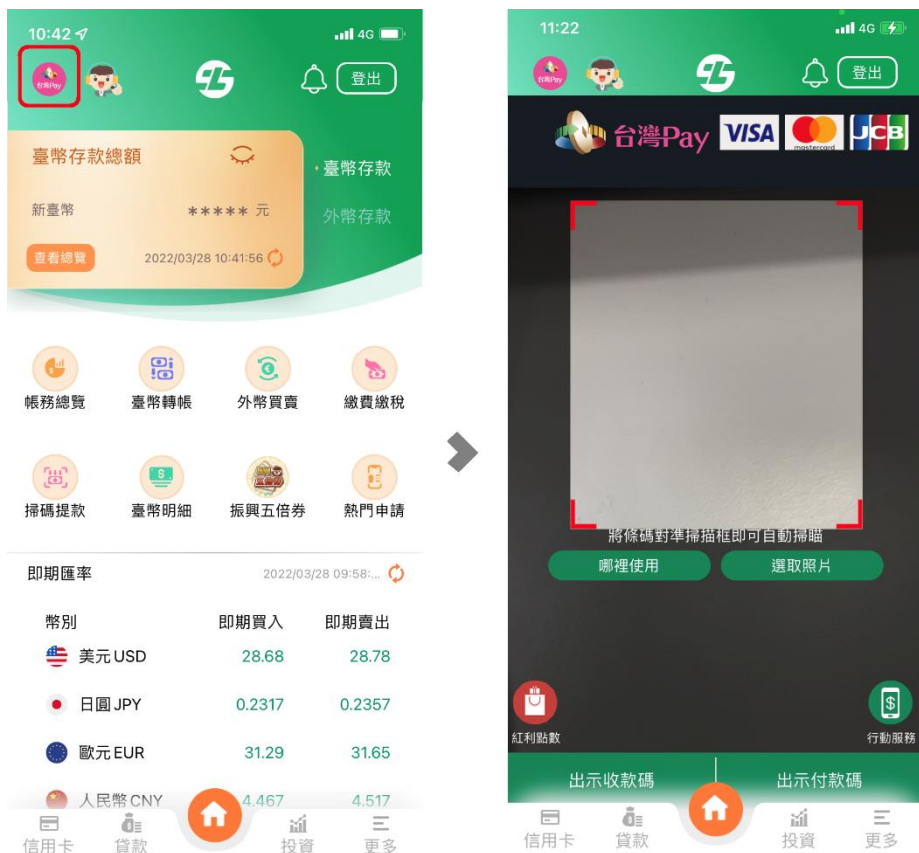 10:42
4G
台灣Pay
登出
臺幣存款總額
新臺幣 ***** 元
查看總覽 2022/03/28 10:41:56
臺幣存款
外幣存款
帳務總覽 臺幣轉帳 外幣買賣 繳費繳稅
掃碼提款 臺幣明細 振興五倍券 熱門申請
即期匯率 2022/03/28 09:58:...
幣別 即期買入 即期賣出
美元 USD 28.68 28.78
日圓 JPY 0.2317 0.2357
歐元 EUR 31.29 31.65
人民幣 CNY 4.467 4.517
信用卡 貸款 投資 更多
11:22
4G
台灣Pay
登出
台灣Pay VISA mastercard JCB
將條碼對準掃描框即可自動掃瞄
哪裡使用 選取照片
紅利點數 行動服務
出示收款碼 出示付款碼
信用卡 貸款 投資 更多